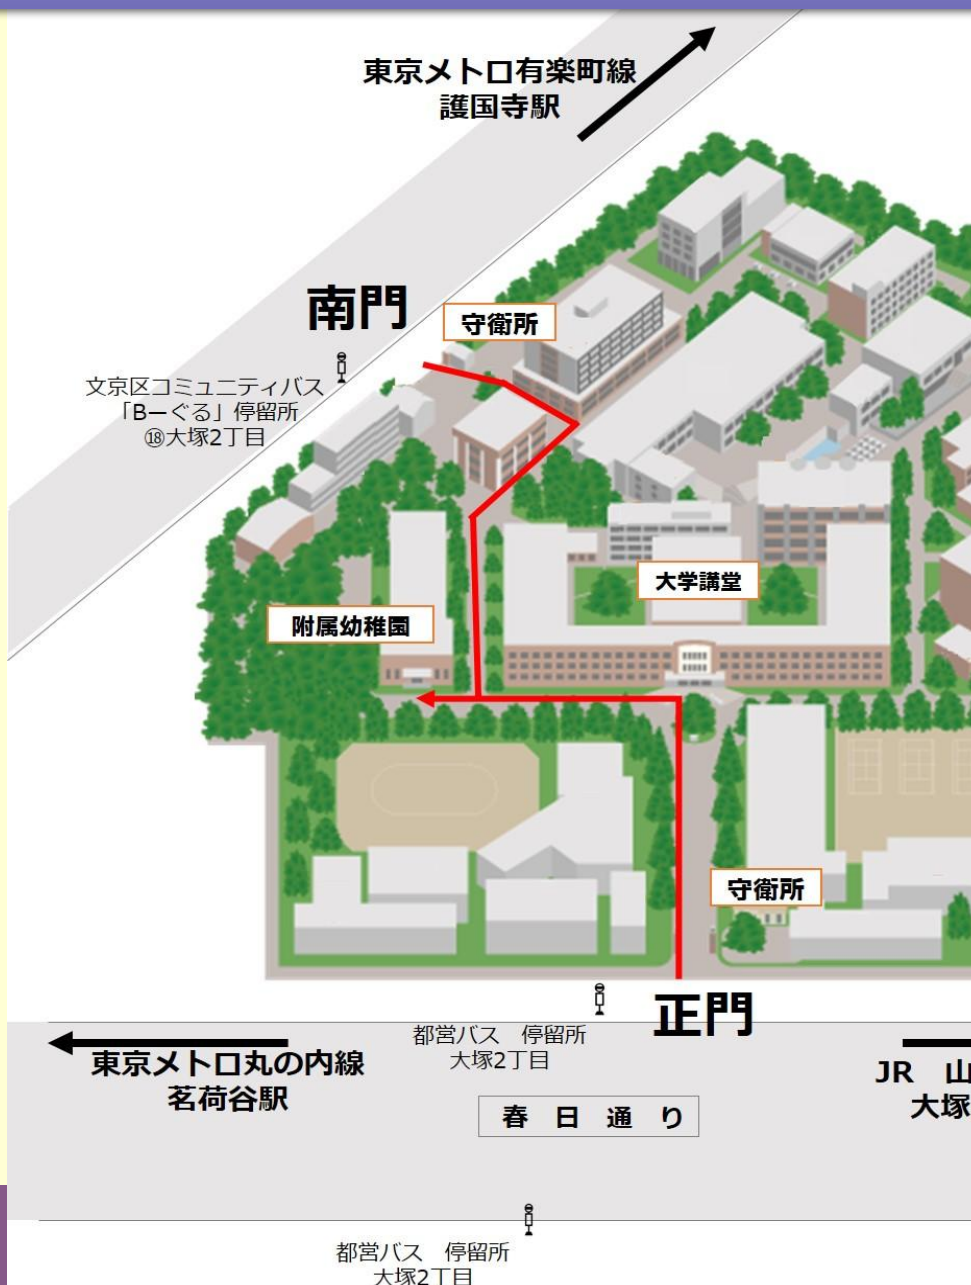 東京メトロ有楽町線
護国寺駅
南門
守衛所
文京区コミュニティバス
「Bーぐる」停留所
⑱大塚2丁目
大学講堂
附属幼稚園
守衛所
正門
都営バス　停留所
大塚2丁目
東京メトロ丸の内線
茗荷谷駅
JR　山
大塚
春　日　通　り
都営バス　停留所
大塚2丁目